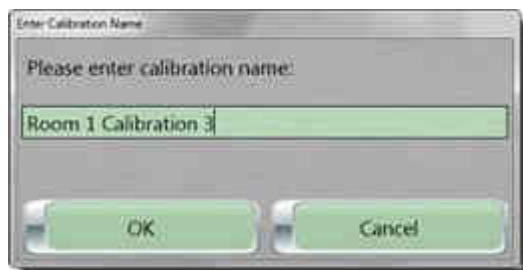 Enter Calibration Name
Please enter calibration name:
Room 1 Calibration 3
OK
Cancel